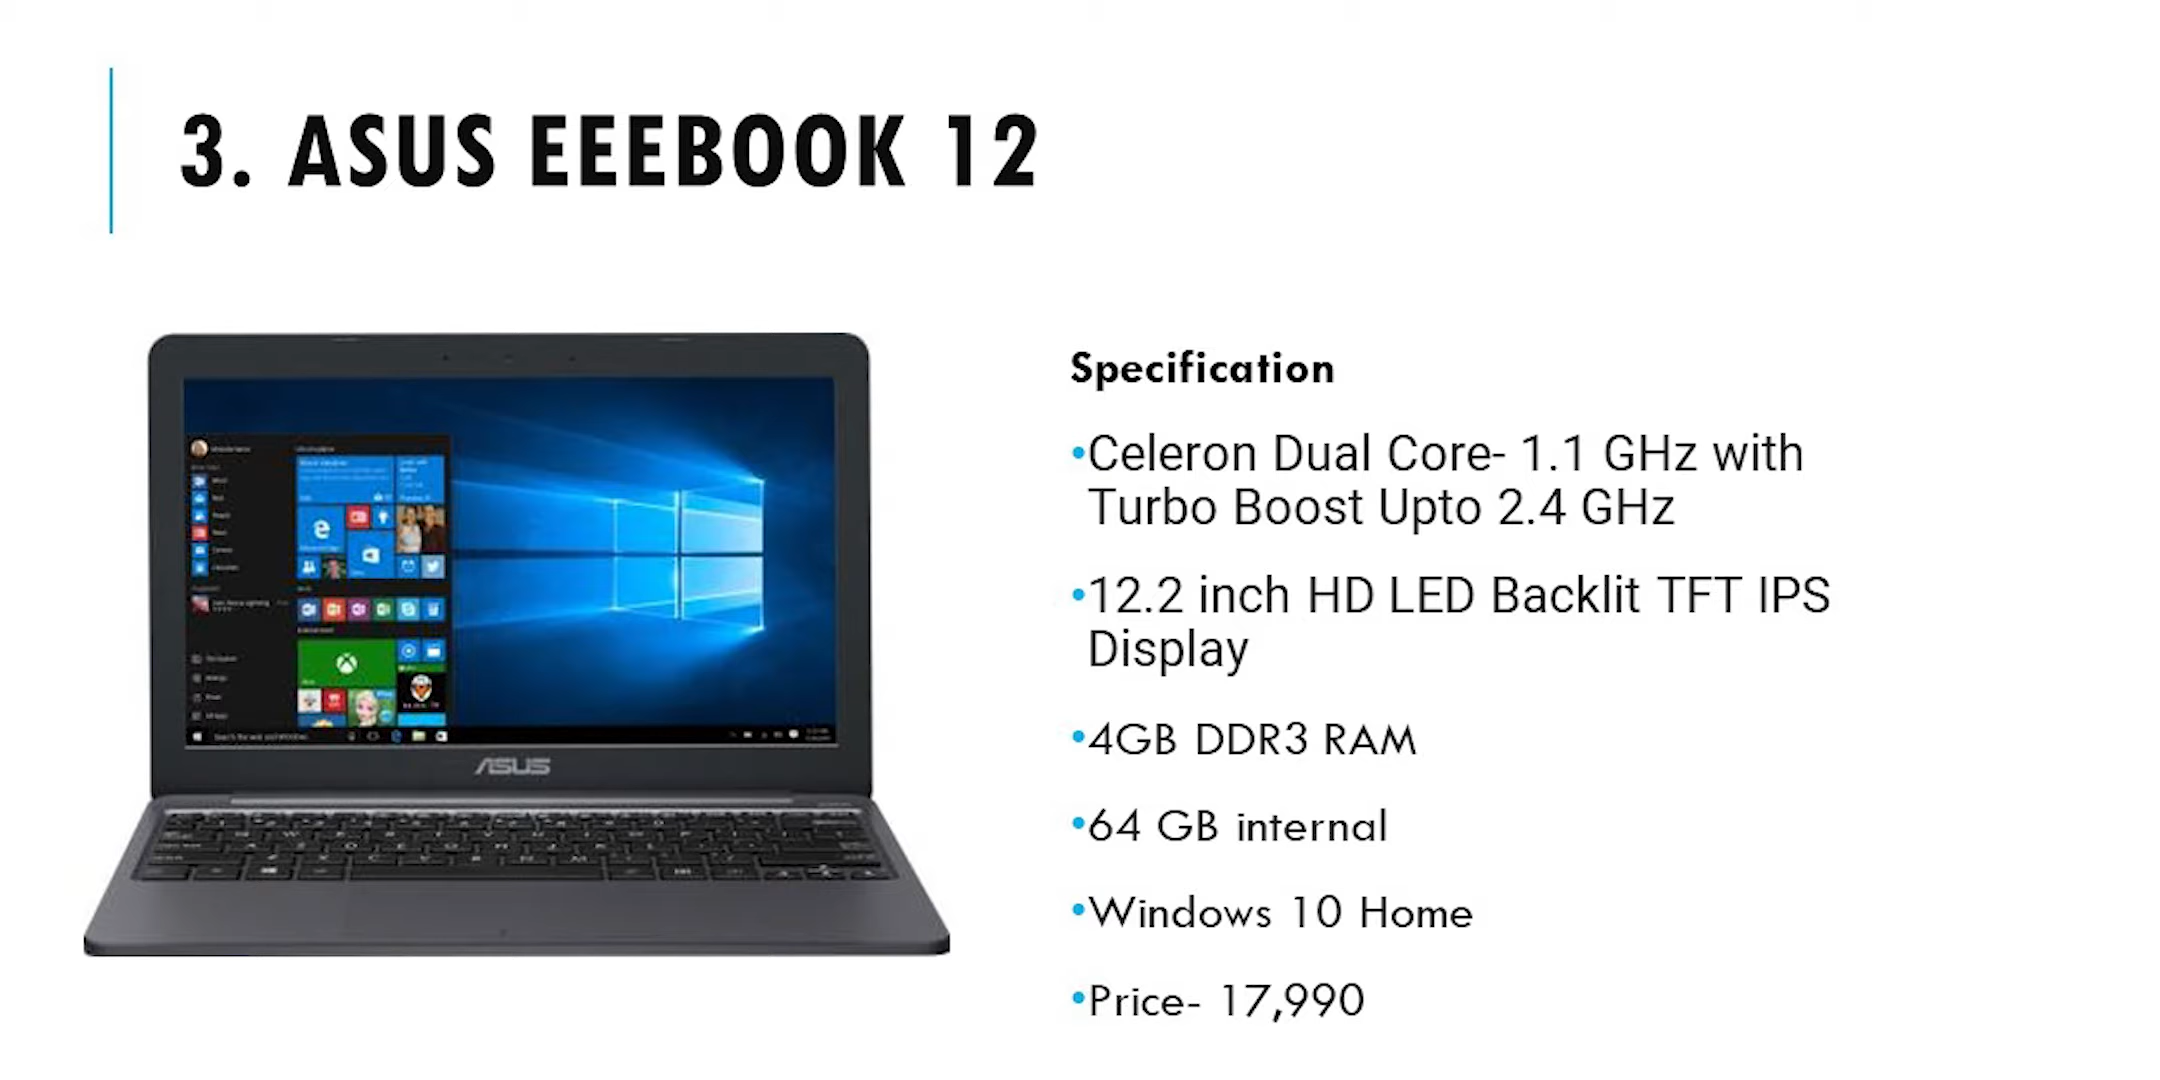 3. ASUS EEEBOOK 12
ASUS
Specification
•Celeron Dual Core- 1.1 GHz with
Turbo Boost Upto 2.4 GHz
•12.2 inch HD LED Backlit TFT IPS
Display
•4GB DDR3 RAM
•64 GB internal
•Windows 10 Home
•Price- 17,990